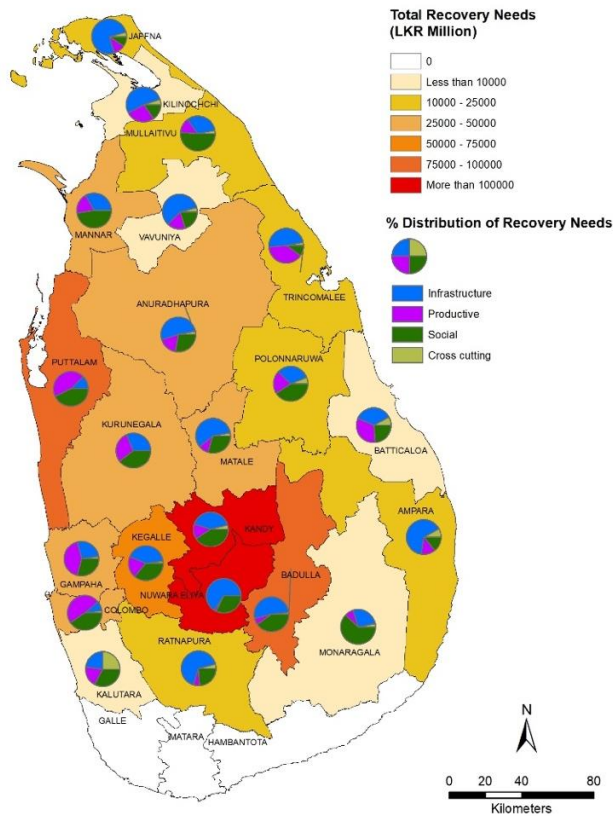 Total Recovery Needs
(LKR Million)
0
Less than 10000
10000 - 25000
25000 - 50000
50000 - 75000
75000 - 100000
More than 100000
% Distribution of Recovery Needs
Infrastructure
Productive
Social
Cross cutting
JAFFNA
KILINOCHCHI
MULLAITIVU
MANNAR
VAVUNIYA
TRINCOMALEE
ANURADHAPURA
PUTTALAM
POLONNARUWA
KURUNEGALA
BATTICALOA
MATALE
AMPARA
KANDY
KEGALLE
GAMPAHA
BADULLA
NUWARA ELIYA
COLOMBO
RATNAPURA
MONARAGALA
KALUTARA
GALLE
MATARA
HAMBANTOTA
N
0 20 40 80
Kilometers